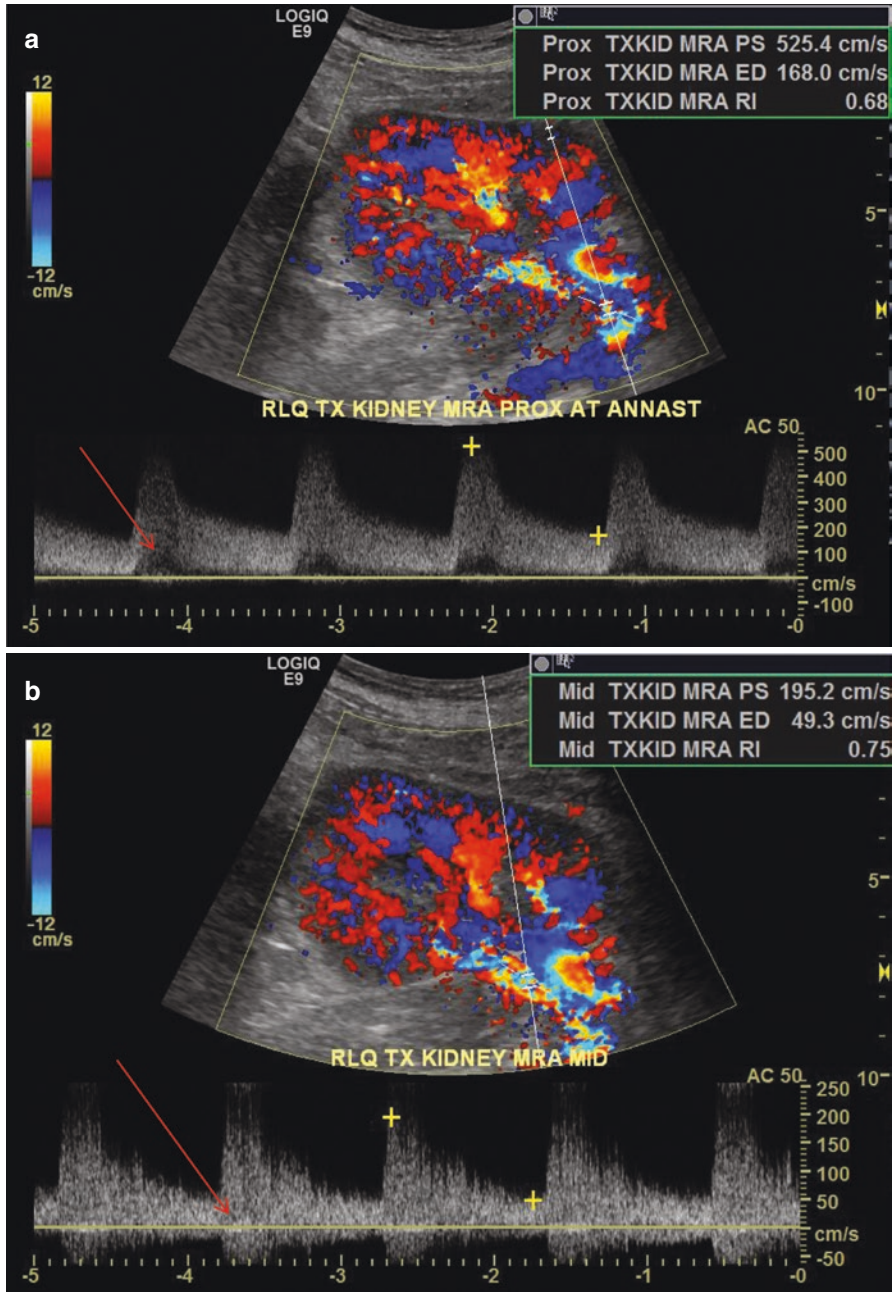 a
LOGIQ
E9
Prox TXKID MRA PS 525.4 cm/s
Prox TXKID MRA ED 168.0 cm/s
Prox TXKID MRA RI 0.68
12
-12
cm/s
5
10
RLQ TX KIDNEY MRA PROX AT ANNAST
AC 50
500
400
300
200
100
cm/s
-100
-5 -4 -3 -2 -1 -0
b
LOGIQ
E9
Mid TXKID MRA PS 195.2 cm/s
Mid TXKID MRA ED 49.3 cm/s
Mid TXKID MRA RI 0.75
12
-12
cm/s
5
10
RLQ TX KIDNEY MRA MID
AC 50
250
200
150
100
50
cm/s
-50
-5 -4 -3 -2 -1 -0